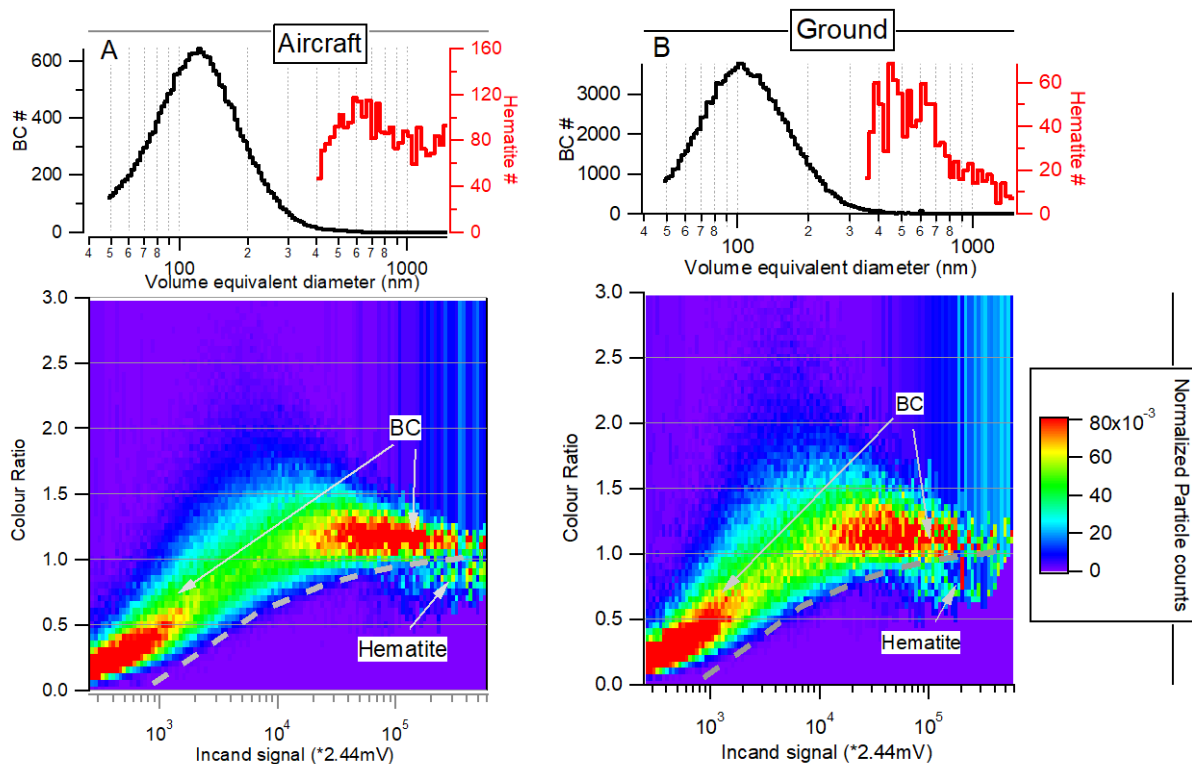 A
Aircraft
600
400
200
0
BC #
160
120
80
40
0
Hematite #
4 5 6 7 8 100 2 3 4 5 6 7 8 1000
Volume equivalent diameter (nm)
B
Ground
3000
2000
1000
0
BC #
60
40
20
0
Hematite #
4 5 6 7 8 100 2 3 4 5 6 7 8 1000
Volume equivalent diameter (nm)
3.0
2.5
2.0
1.5
1.0
0.5
0.0
Colour Ratio
BC
Hematite
10³ 10⁴ 10⁵
Incand signal (*2.44mV)
3.0
2.5
2.0
1.5
1.0
0.5
0.0
Colour Ratio
BC
Hematite
10³ 10⁴ 10⁵
Incand signal (*2.44mV)
80x10⁻³
60
40
20
0
Normalized Particle counts